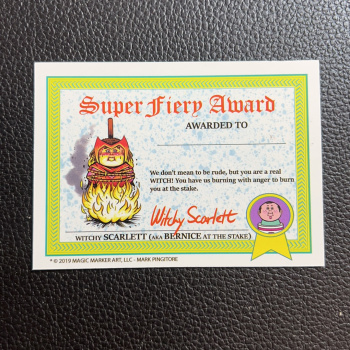 Super Fiery Award
AWARDED TO
We don't mean to be rude, but you are a real
WITCH! You have us burning with anger to burn
you at the stake.
Witchy Scarlett
WITCHY SCARLETT (AKA BERNICE AT THE STAKE)
* © 2019 MAGIC MARKER ART, LLC - MARK PINGITORE